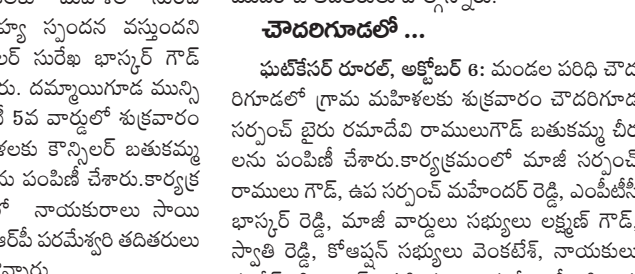 హ్య స్పందన వస్తుందని
లర్ సురేఖ భాస్కర్ గౌడ్
రు. దమ్మాయిగూడ మున్సి
5వ వార్డులో శుక్రవారం
ళలకు కౌన్సిలర్ బతుకమ్మ
ను పంపిణీ చేశారు.కార్యక్ర
లో నాయకురాలు సాయి
ఆర్‌పీ పరమేశ్వరి తదితరులు
చౌదరిగూడలో ...
ఘట్‌కేసర్ రూరల్, అక్టోబర్ 6: మండల పరిధి చౌద
రిగూడలో గ్రామ మహిళలకు శుక్రవారం చౌదరిగూడ
సర్పంచ్ బైరు రమాదేవి రాములుగౌడ్ బతుకమ్మ చీర
లను పంపిణీ చేశారు.కార్యక్రమంలో మాజీ సర్పంచ్
రాములు గౌడ్, ఉప సర్పంచ్ మహేందర్ రెడ్డి, ఎంపీటీసీ
భాస్కర్ రెడ్డి, మాజీ వార్డులు సభ్యులు లక్ష్మణ్ గౌడ్,
స్వాతి రెడ్డి, కోఆప్షన్ సభ్యులు వెంకటేశ్, నాయకులు